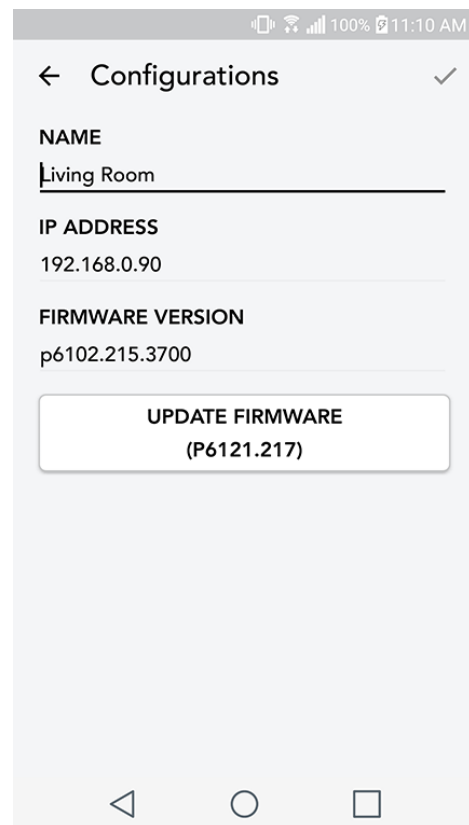 100% 11:10 AM
Configurations
NAME
Living Room
IP ADDRESS
192.168.0.90
FIRMWARE VERSION
p6102.215.3700
UPDATE FIRMWARE
(P6121.217)